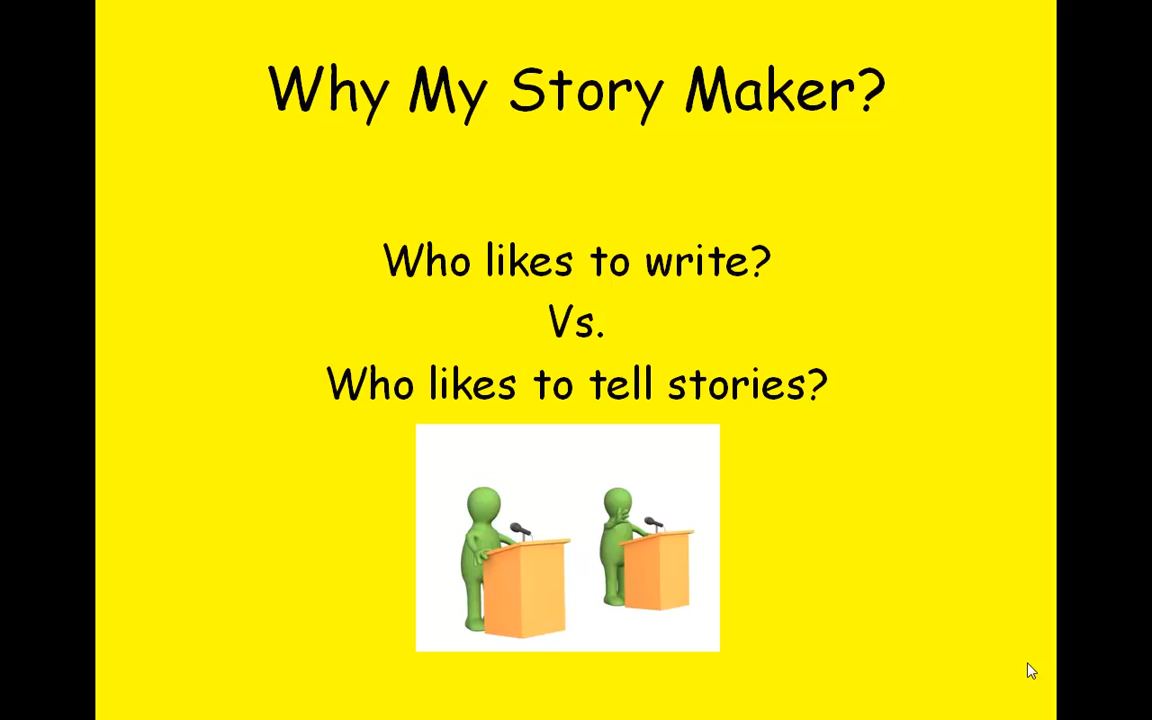 Why My Story Maker?
Who likes to write?
Vs.
Who likes to tell stories?